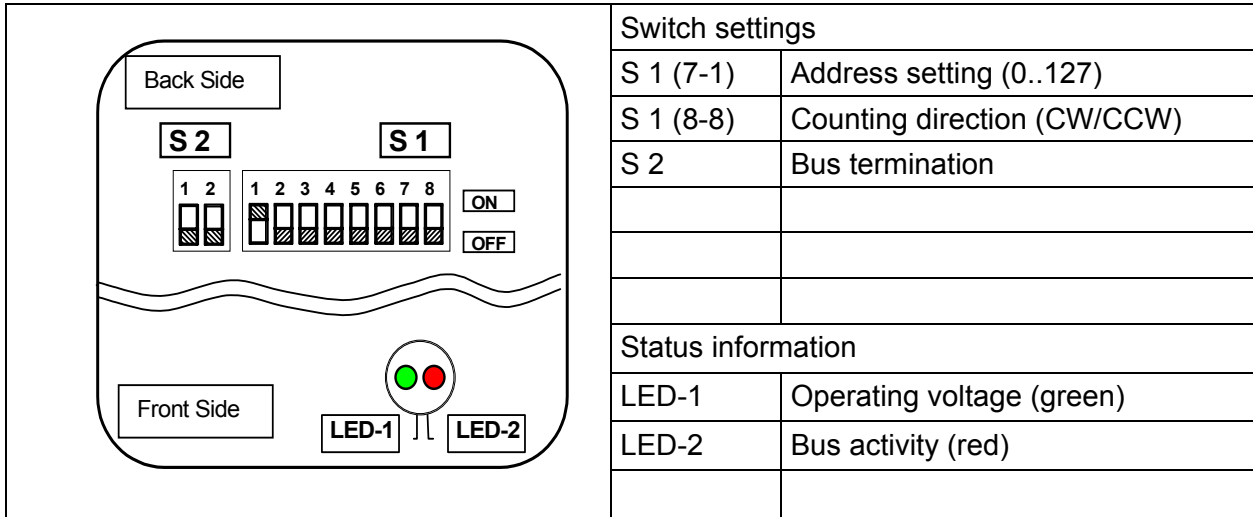 Back Side
S 2 S 1
1 2 1 2 3 4 5 6 7 8
ON
OFF
Front Side
LED-1 LED-2
Switch settings
S 1 (7-1) Address setting (0..127)
S 1 (8-8) Counting direction (CW/CCW)
S 2 Bus termination
Status information
LED-1 Operating voltage (green)
LED-2 Bus activity (red)